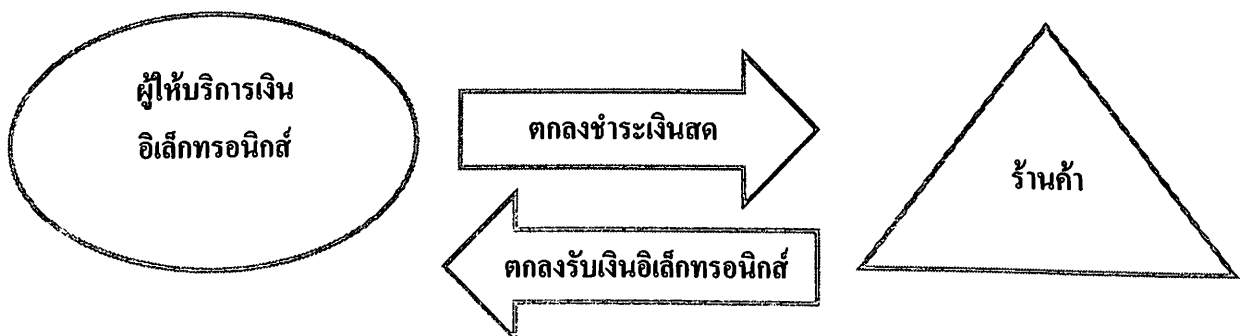 ผู้ให้บริการเงิน
อิเล็กทรอนิกส์
ตกลงชำระเงินสด
ร้านค้า
ตกลงรับเงินอิเล็กทรอนิกส์